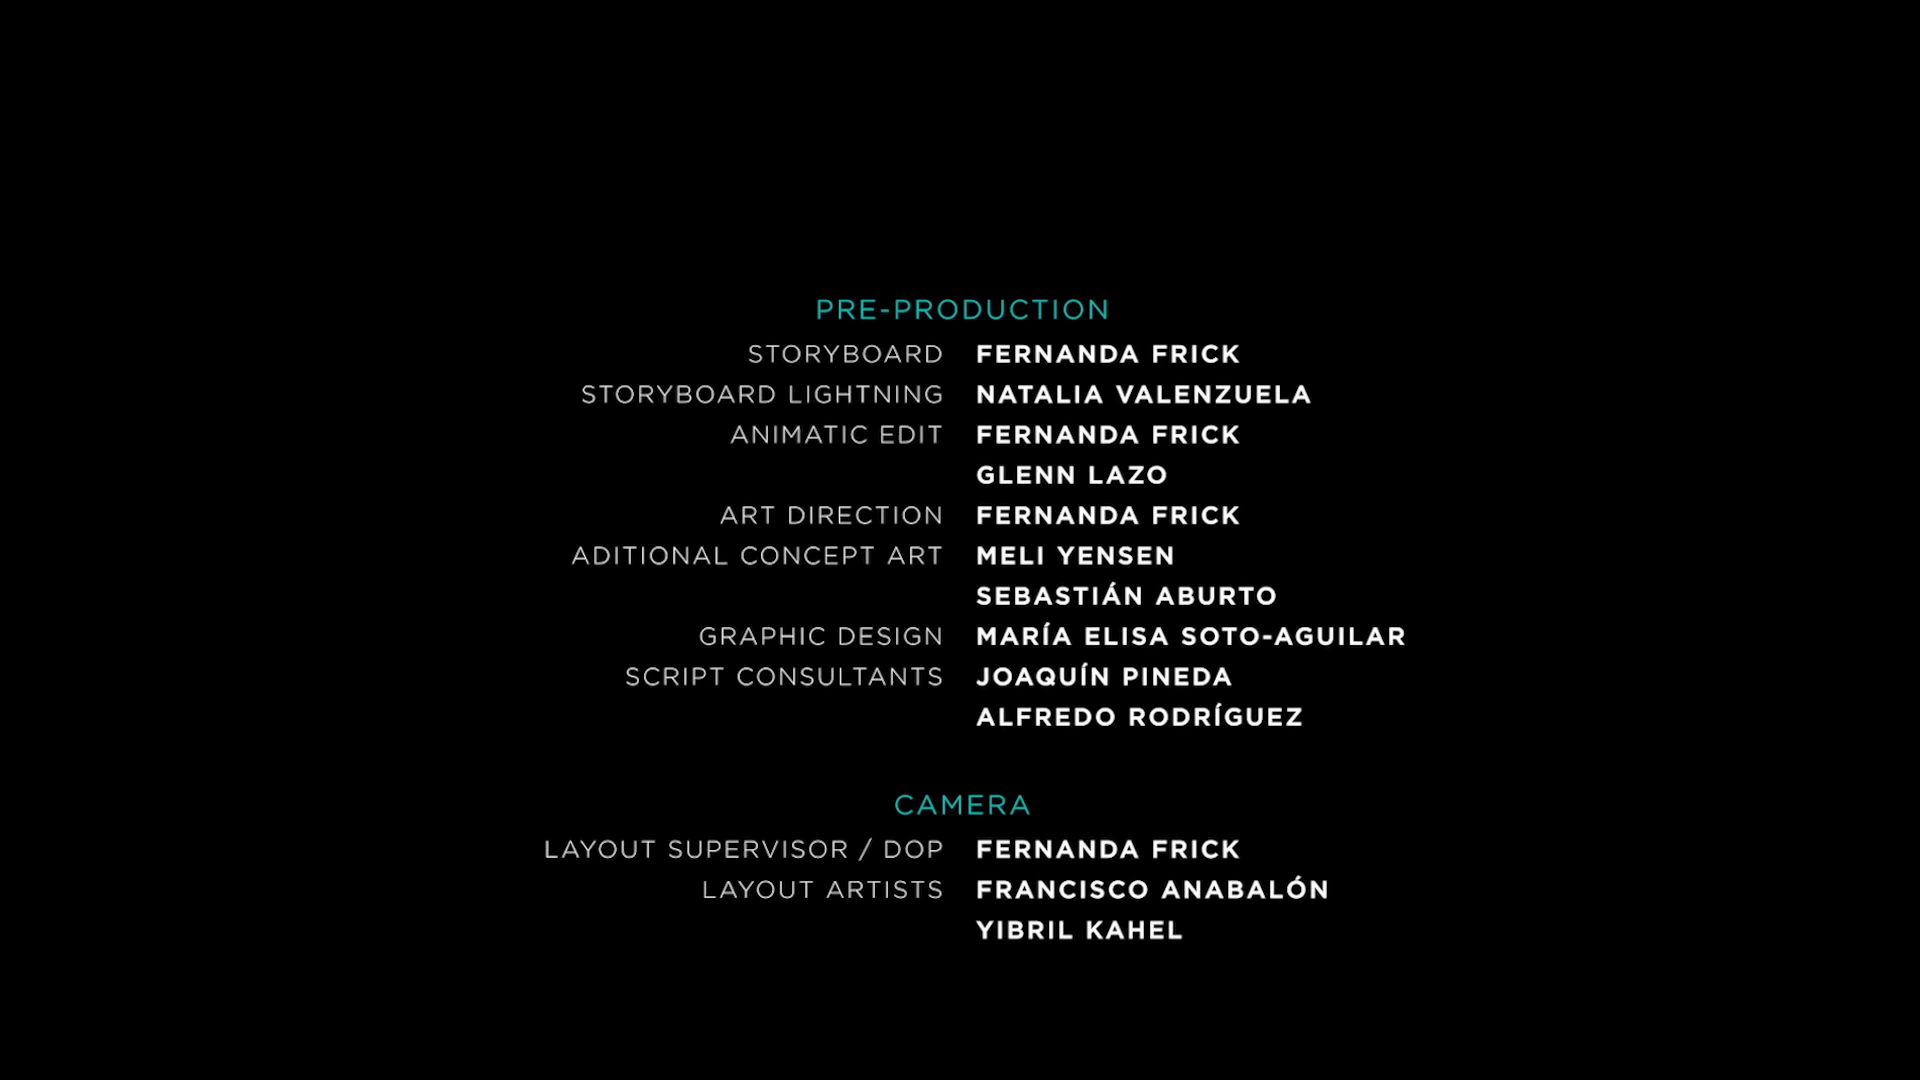 PRE-PRODUCTION
STORYBOARD FERNANDA FRICK
STORYBOARD LIGHTNING NATALIA VALENZUELA
ANIMATIC EDIT FERNANDA FRICK
GLENN LAZO
ART DIRECTION FERNANDA FRICK
ADITIONAL CONCEPT ART MELI YENSEN
SEBASTIÁN ABURTO
GRAPHIC DESIGN MARÍA ELISA SOTO-AGUILAR
SCRIPT CONSULTANTS JOAQUÍN PINEDA
ALFREDO RODRÍGUEZ
CAMERA
LAYOUT SUPERVISOR / DOP FERNANDA FRICK
LAYOUT ARTISTS FRANCISCO ANABALÓN
YIBRIL KAHEL